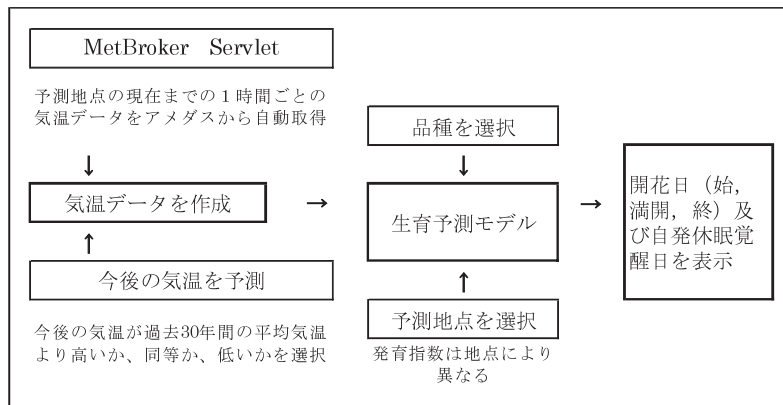 MetBroker Servlet
予測地点の現在までの１時間ごとの
気温データをアメダスから自動取得
↓
気温データを作成
↑
今後の気温を予測
今後の気温が過去30年間の平均気温
より高いか、同等か、低いかを選択
→
品種を選択
↓
生育予測モデル
↑
予測地点を選択
発育指数は地点により
異なる
→
開花日（始，
満開，終）及
び自発休眠覚
醒日を表示